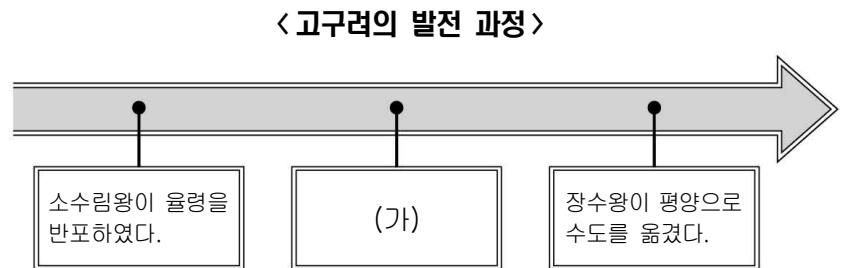 <고구려의 발전 과정>
소수림왕이 율령을
반포하였다.
(가)
장수왕이 평양으로
수도를 옮겼다.